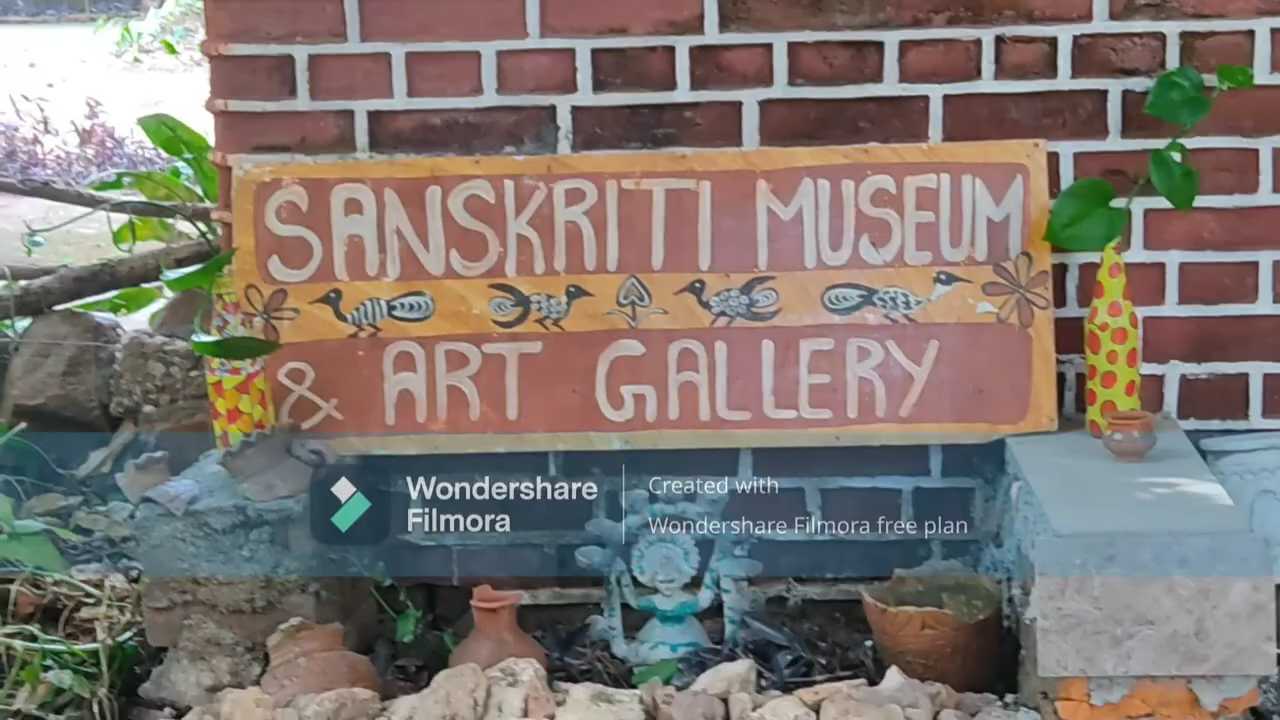 SANSKRITI MUSEUM
& ART GALLERY
Wondershare
Filmora
Created with
Wondershare Filmora free plan